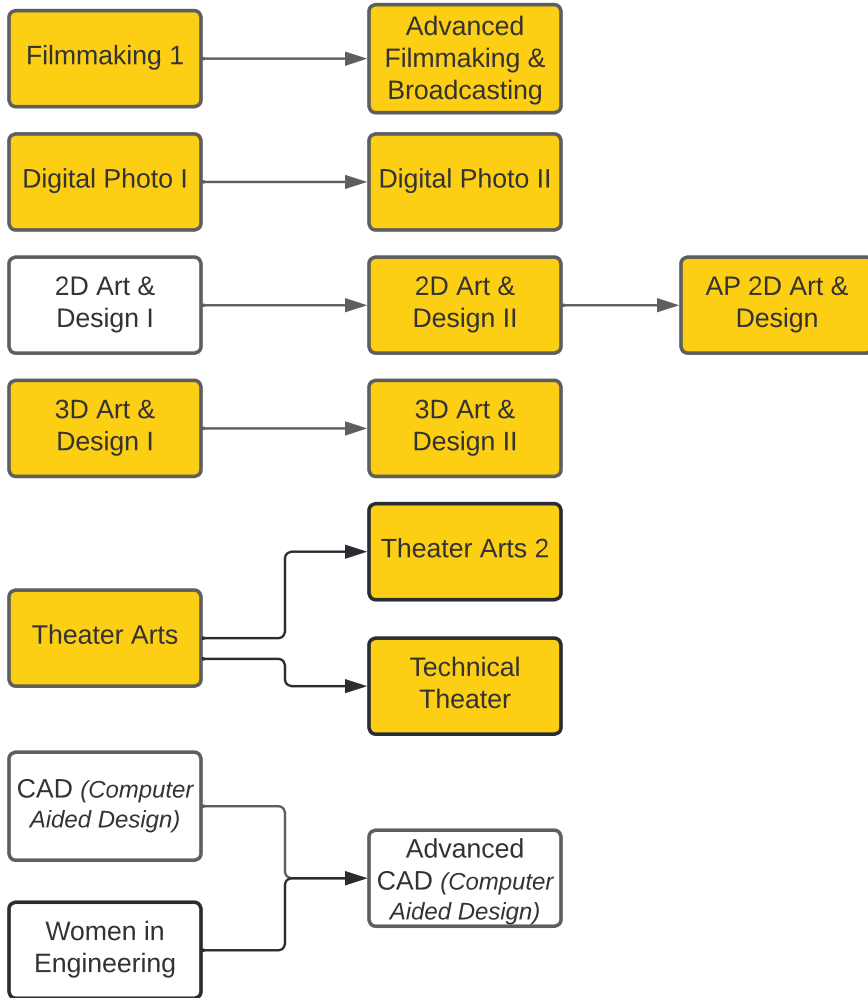 Filmmaking 1
Advanced
Filmmaking &
Broadcasting
Digital Photo I
Digital Photo II
2D Art &
Design I
2D Art &
Design II
AP 2D Art &
Design
3D Art &
Design I
3D Art &
Design II
Theater Arts
Theater Arts 2
Technical
Theater
CAD (Computer
Aided Design)
Women in
Engineering
Advanced
CAD (Computer
Aided Design)